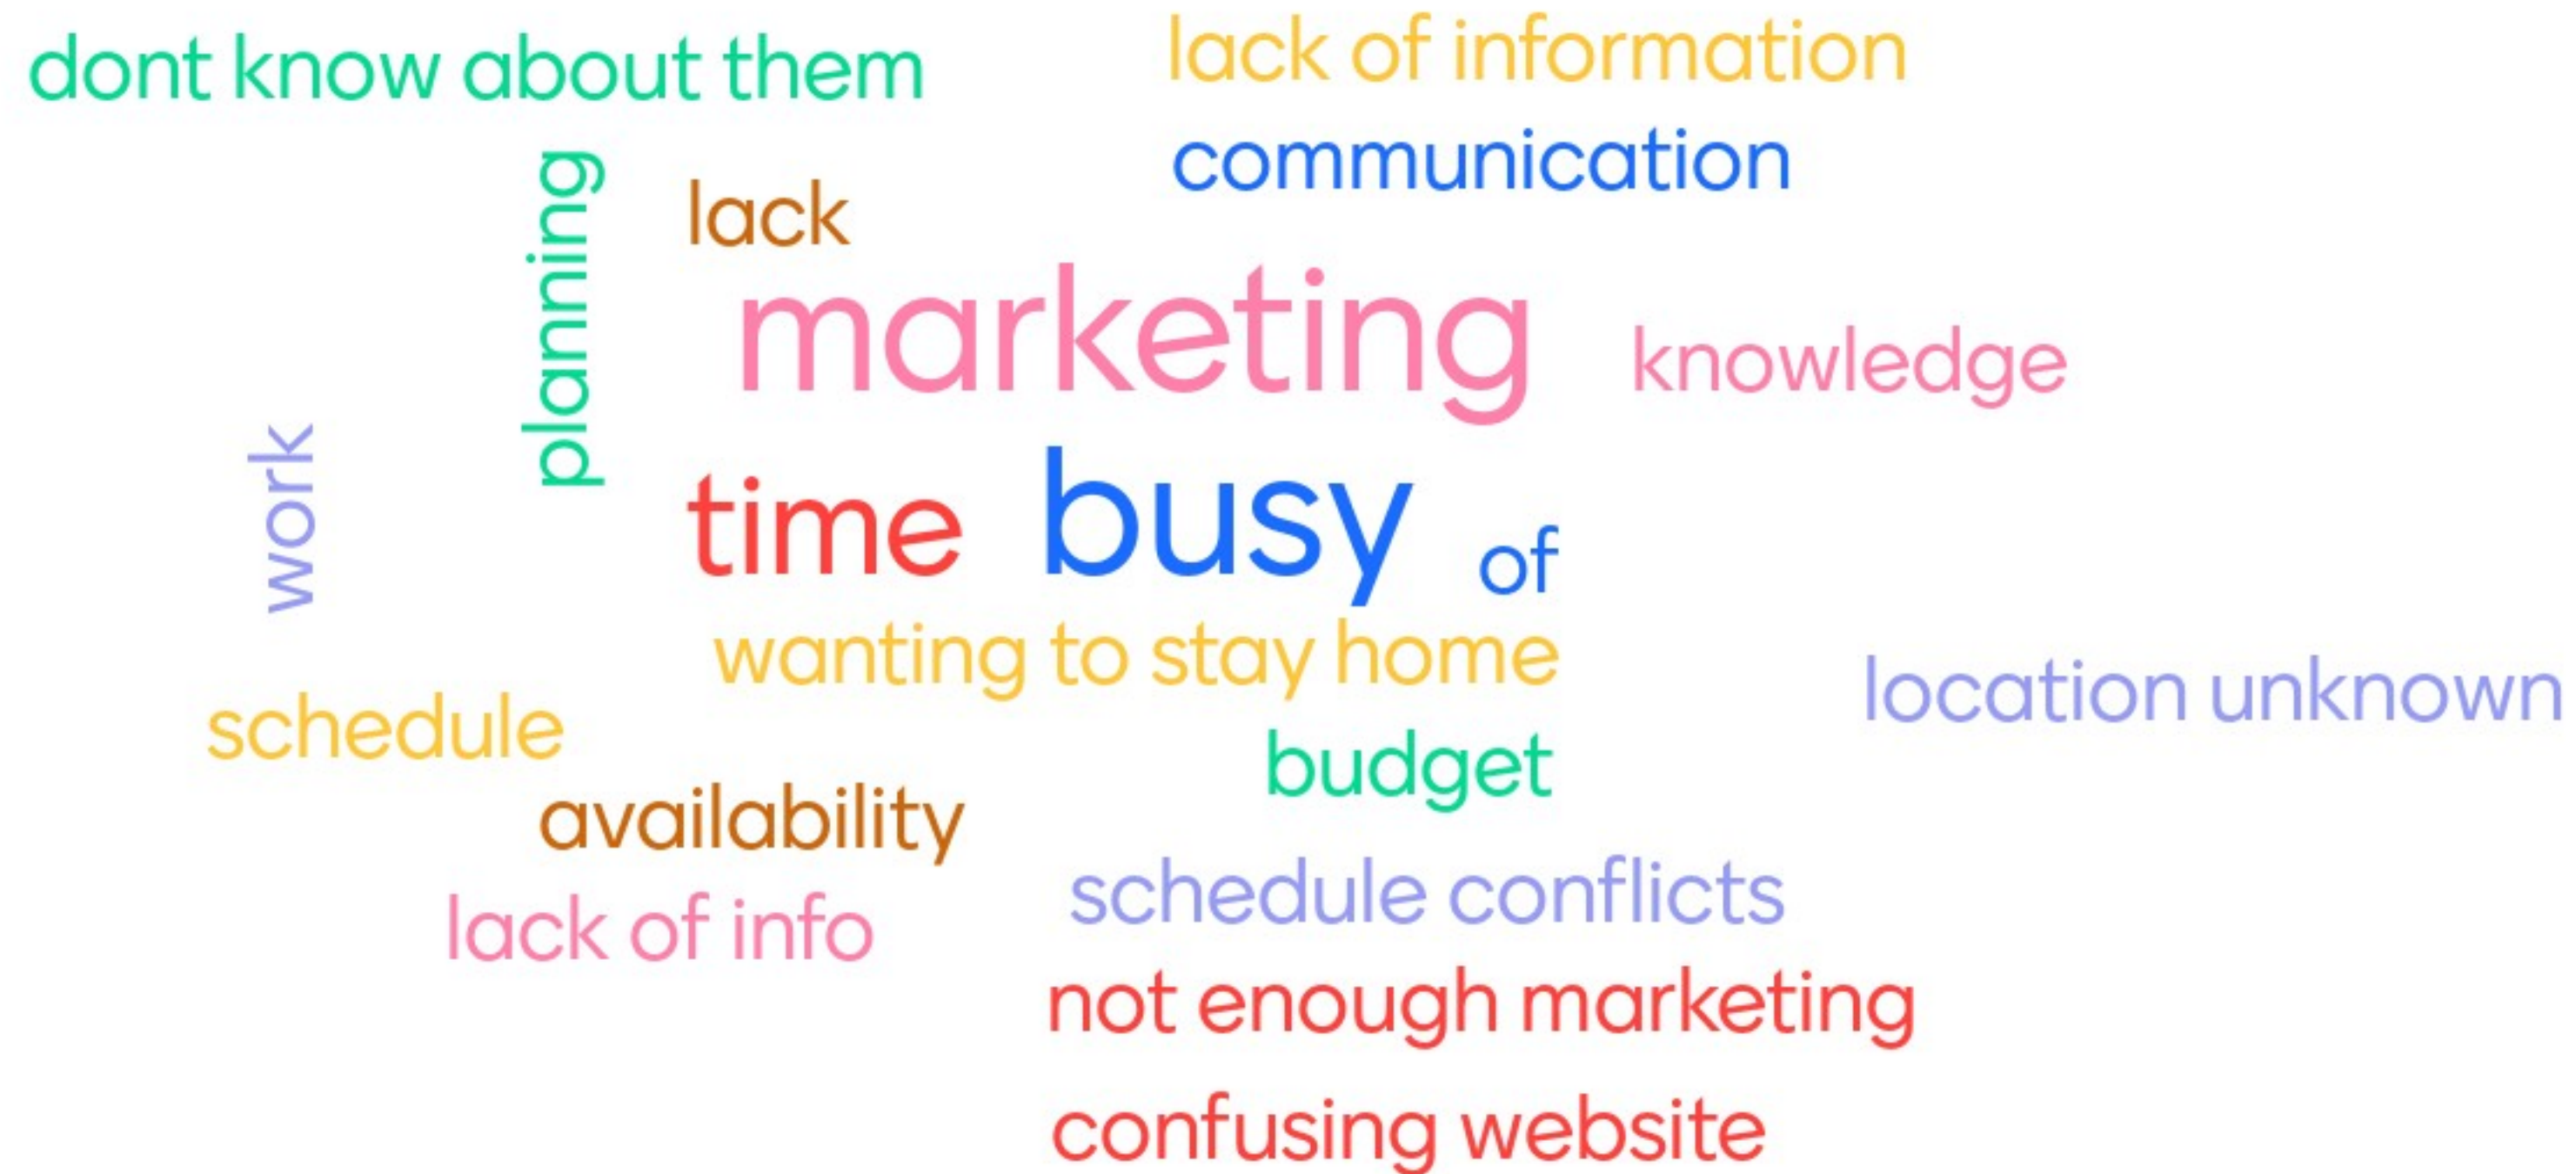 dont know about them
lack of information
communication
planning
lack
marketing
knowledge
work
time
busy
of
wanting to stay home
location unknown
schedule
budget
availability
schedule conflicts
lack of info
not enough marketing
confusing website